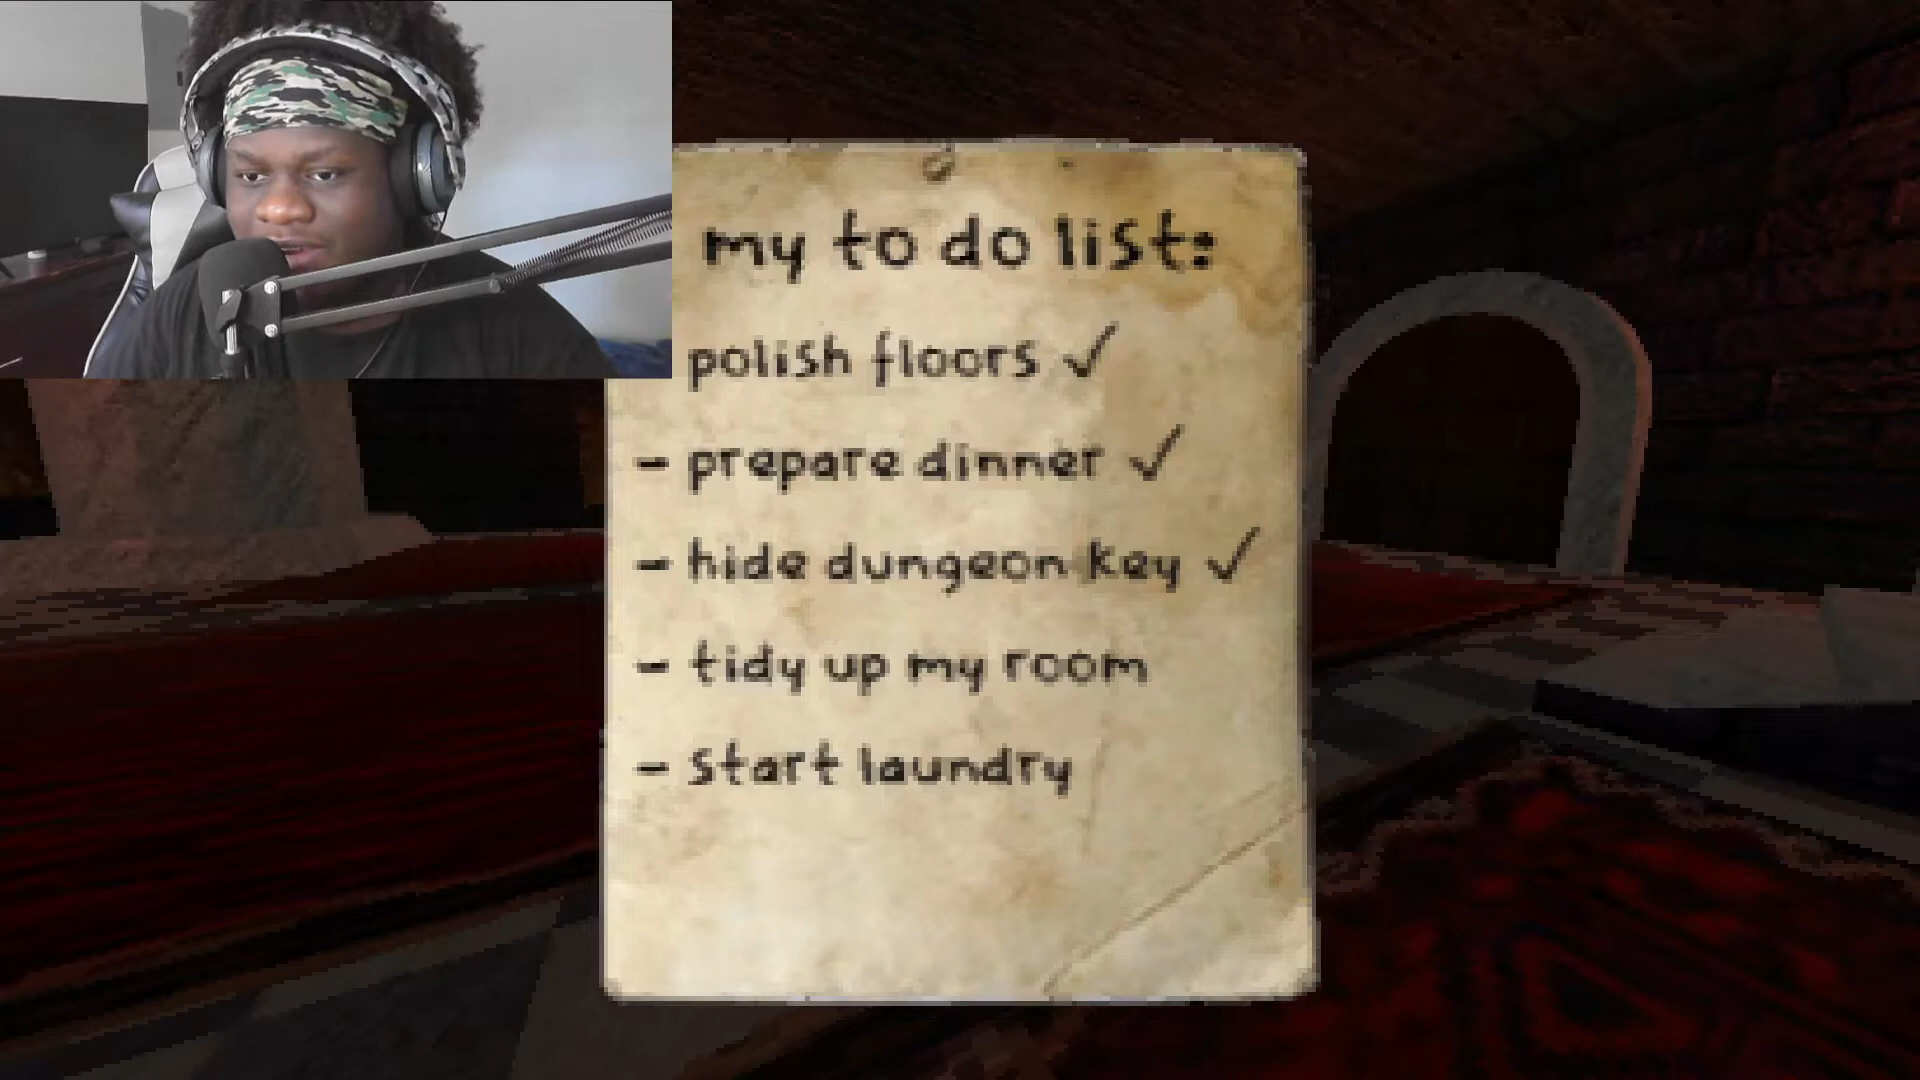 my to do list:
polish floors ✓
- prepare dinner ✓
- hide dungeon key ✓
- tidy up my room
- start laundry